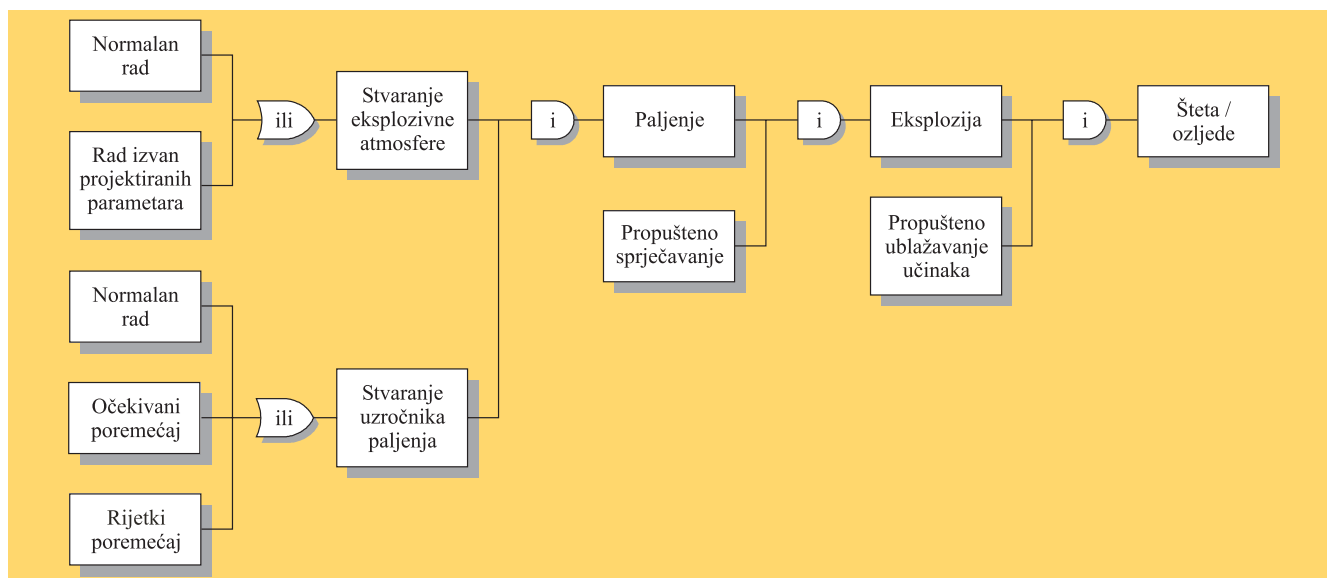 Normalan
rad
Rad izvan
projektiranih
parametara
ili
Stvaranje
eksplozivne
atmosfere
i
Paljenje
i
Eksplozija
i
Šteta /
ozljede
Propušteno
sprječavanje
Propušteno
ublažavanje
učinaka
Normalan
rad
Očekivani
poremećaj
Rijetki
poremećaj
ili
Stvaranje
uzročnika
paljenja